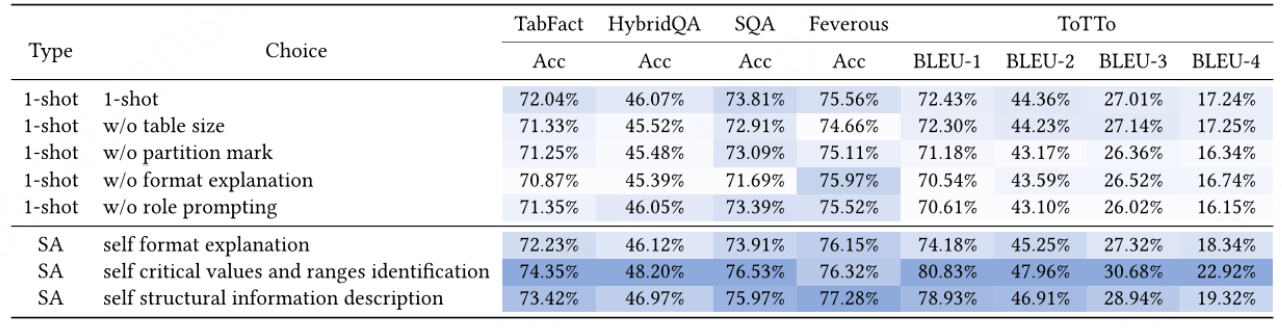 TabFact HybridQA SQA Feverous ToTTo
Type Choice
Acc Acc Acc Acc BLEU-1 BLEU-2 BLEU-3 BLEU-4
1-shot 1-shot 72.04% 46.07% 73.81% 75.56% 72.43% 44.36% 27.01% 17.24%
1-shot w/o table size 71.33% 45.52% 72.91% 74.66% 72.30% 44.23% 27.14% 17.25%
1-shot w/o partition mark 71.25% 45.48% 73.09% 75.11% 71.18% 43.17% 26.36% 16.34%
1-shot w/o format explanation 70.87% 45.39% 71.69% 75.97% 70.54% 43.59% 26.52% 16.74%
1-shot w/o role prompting 71.35% 46.05% 73.39% 75.52% 70.61% 43.10% 26.02% 16.15%
SA self format explanation 72.23% 46.12% 73.91% 76.15% 74.18% 45.25% 27.32% 18.34%
SA self critical values and ranges identification 74.35% 48.20% 76.53% 76.32% 80.83% 47.96% 30.68% 22.92%
SA self structural information description 73.42% 46.97% 75.97% 77.28% 78.93% 46.91% 28.94% 19.32%